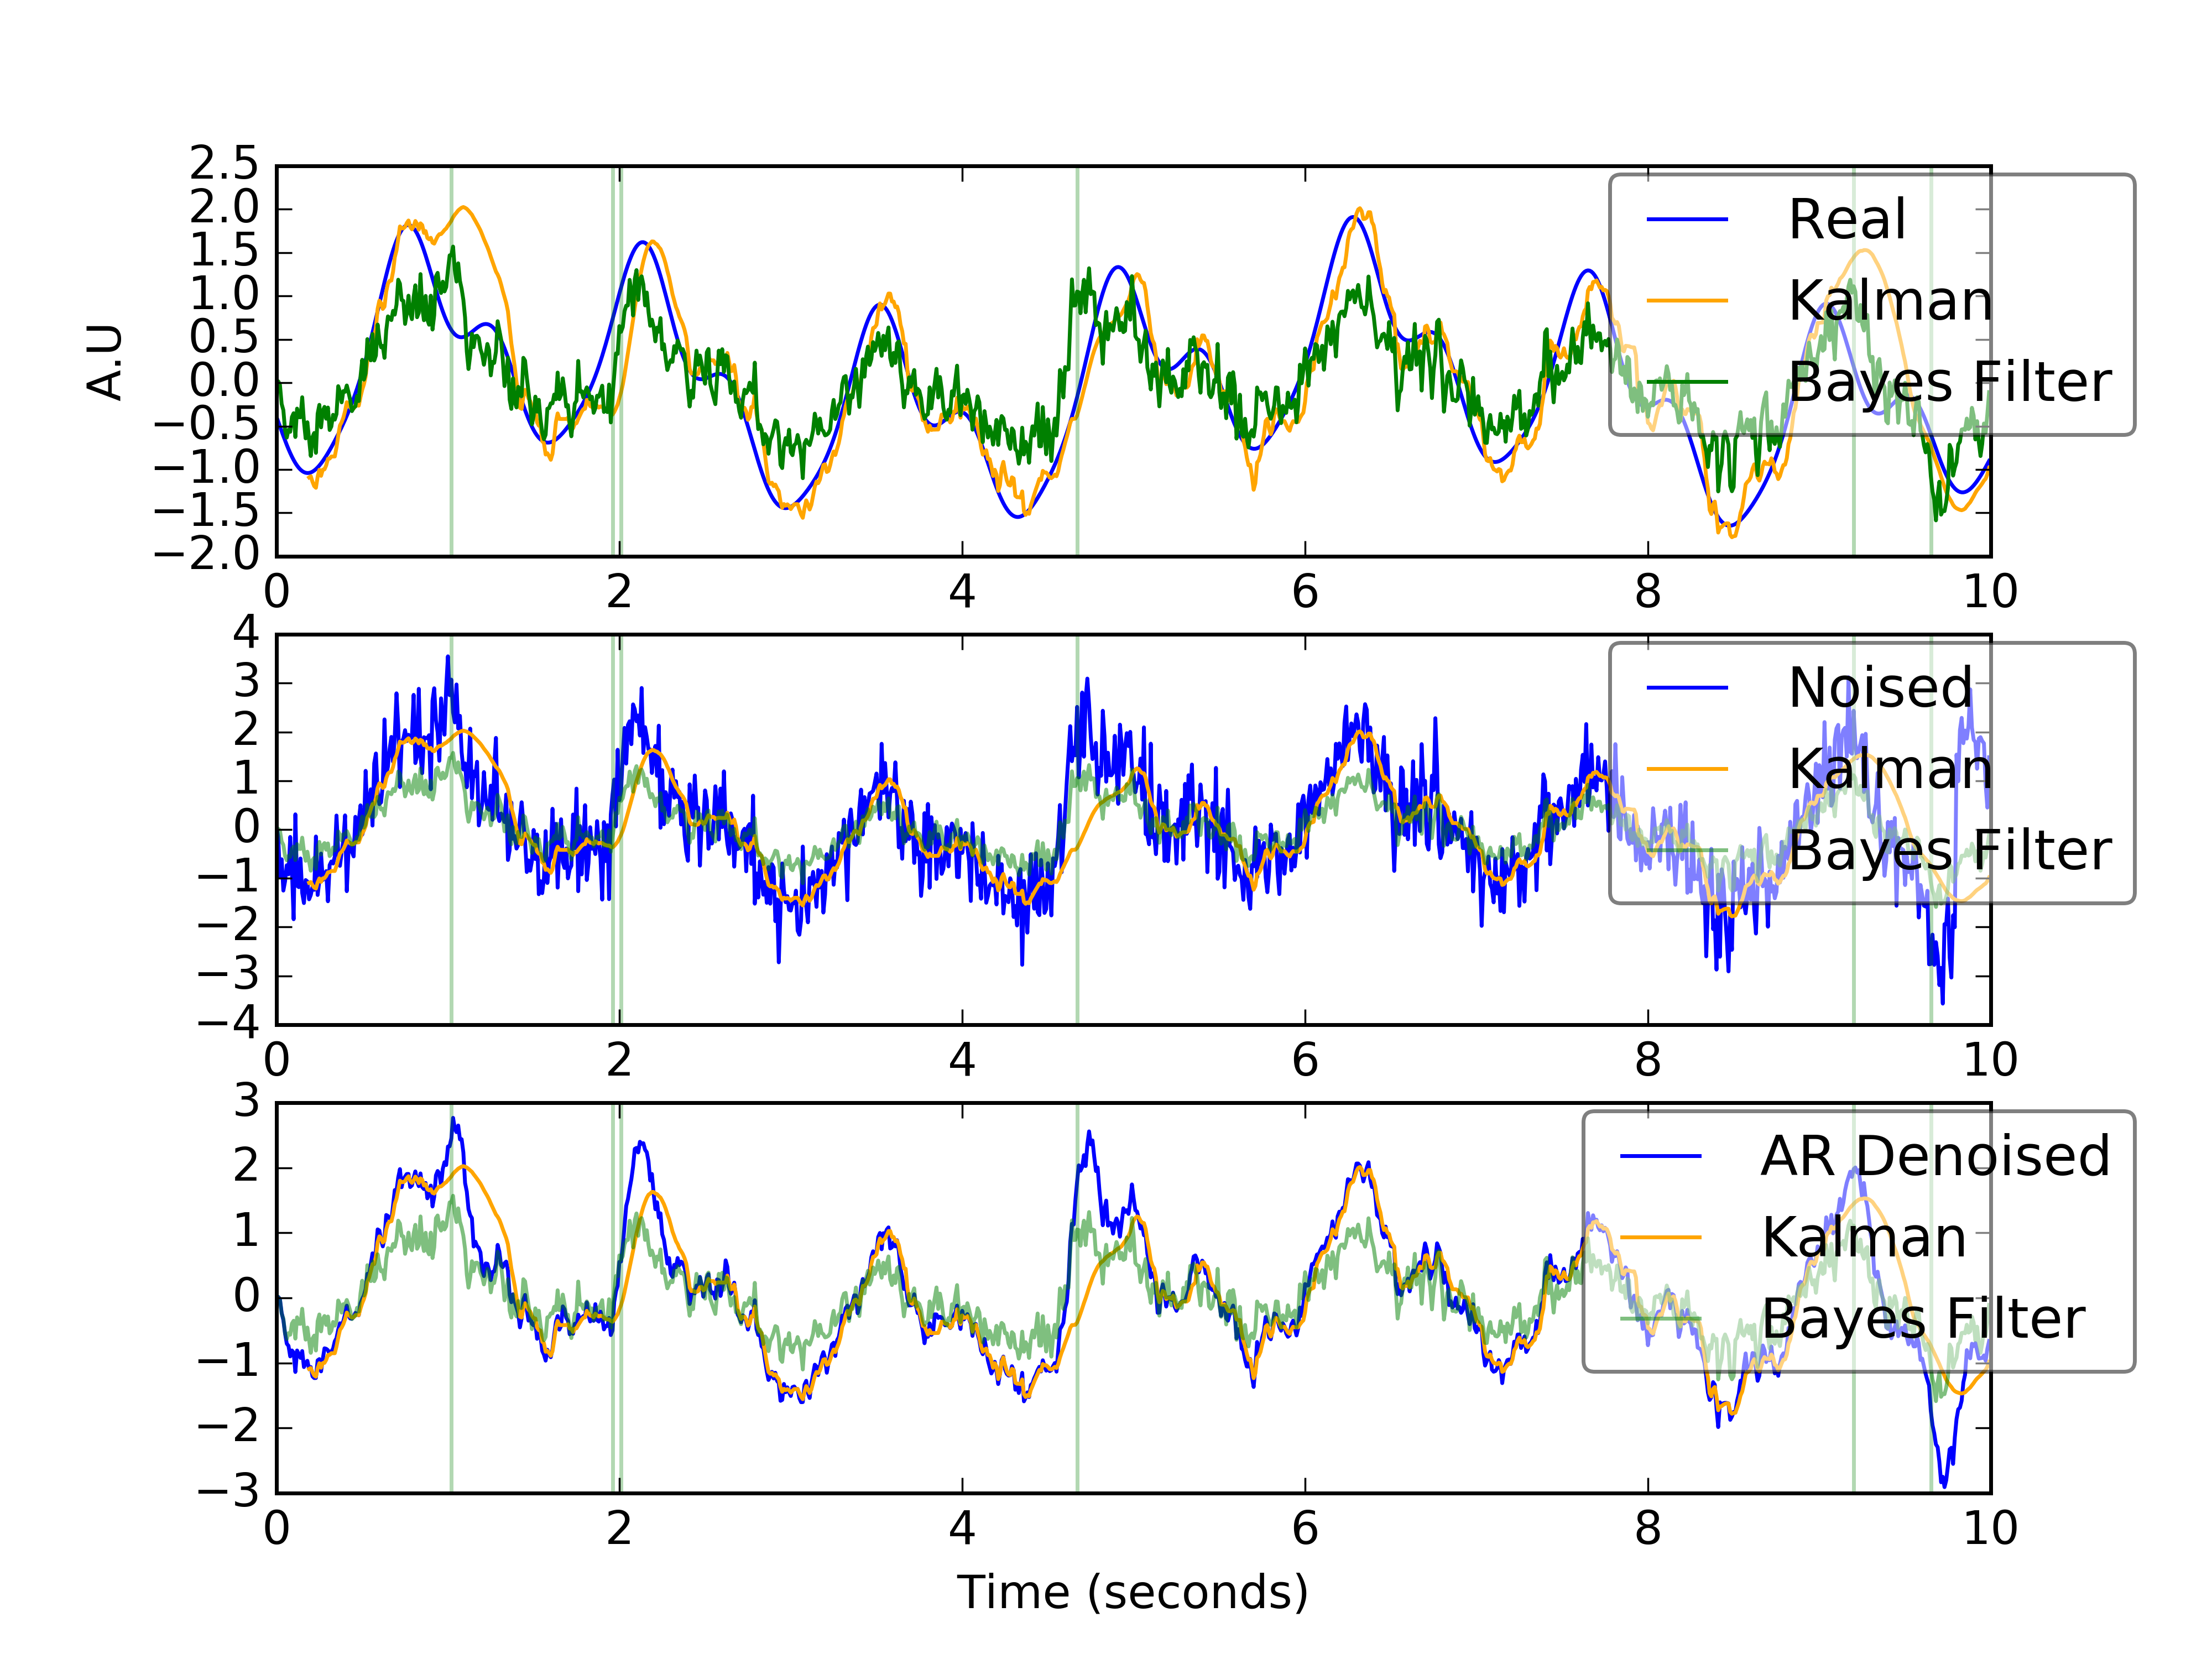 A.U
2.5
2.0
1.5
1.0
0.5
0.0
−0.5
−1.0
−1.5
−2.0
0 2 4 6 8 10
Real
Kalman
Bayes Filter
4
3
2
1
0
−1
−2
−3
−4
0 2 4 6 8 10
Noised
Kalman
Bayes Filter
3
2
1
0
−1
−2
−3
0 2 4 6 8 10
AR Denoised
Kalman
Bayes Filter
Time (seconds)